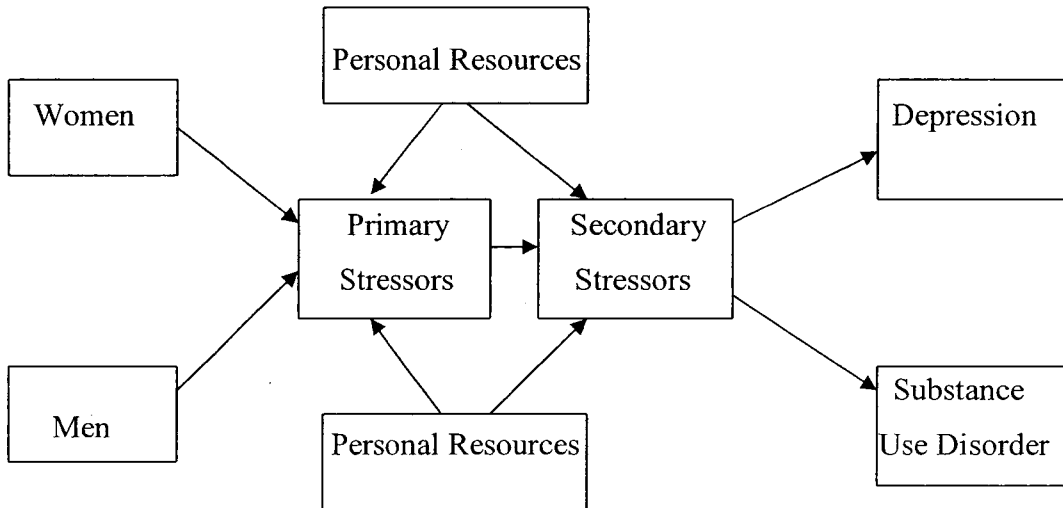 Personal Resources
Women
Depression
Primary
Stressors
Secondary
Stressors
Men
Personal Resources
Substance
Use Disorder